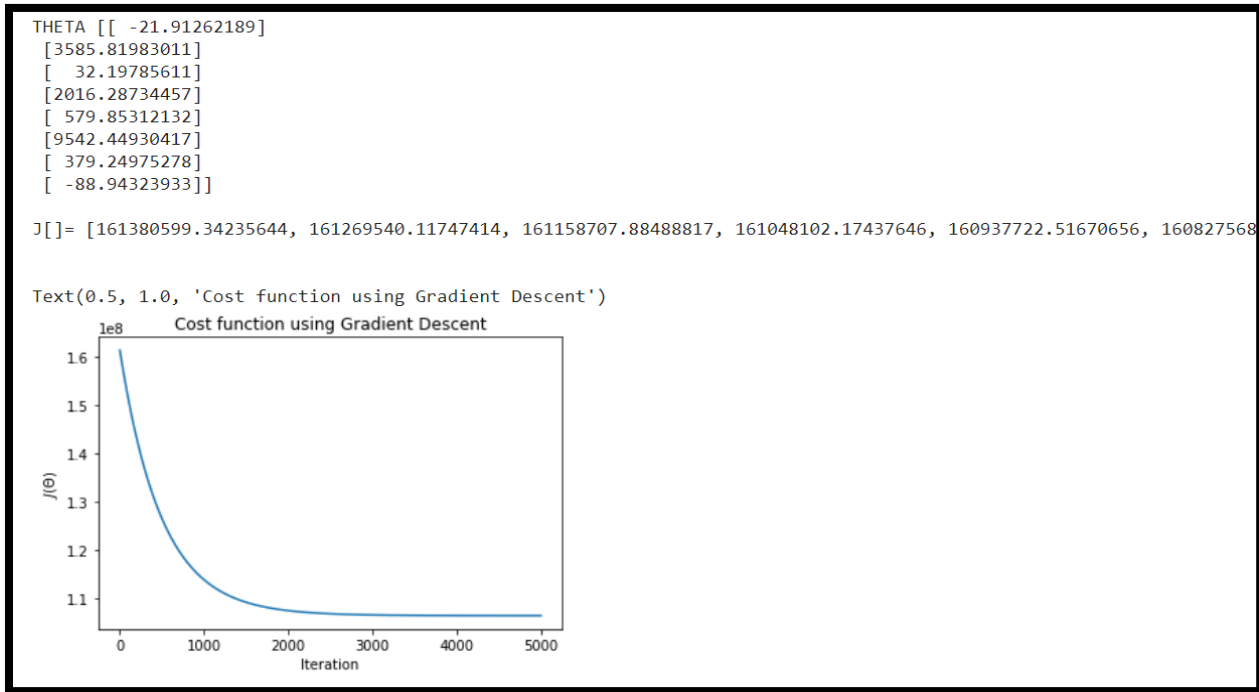 THETA [[ -21.91262189]
[3585.81983011]
[ 32.19785611]
[2016.28734457]
[ 579.85312132]
[9542.44930417]
[ 379.24975278]
[ -88.94323933]]
J[]= [161380599.34235644, 161269540.11747414, 161158707.88488817, 161048102.17437646, 160937722.51670656, 160827568
Text(0.5, 1.0, 'Cost function using Gradient Descent')
1e8
Cost function using Gradient Descent
1.6
1.5
1.4
1.3
1.2
1.1
J(Θ)
0 1000 2000 3000 4000 5000
Iteration